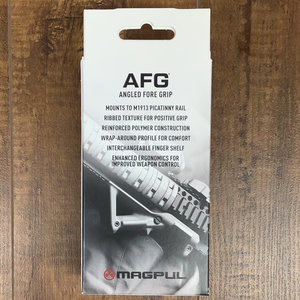 AFG
ANGLED FORE GRIP
MOUNTS TO M1913 PICATINNY RAIL
RIBBED TEXTURE FOR POSITIVE GRIP
REINFORCED POLYMER CONSTRUCTION
WRAP-AROUND PROFILE FOR COMFORT
INTERCHANGEABLE FINGER SHELF
ENHANCED ERGONOMICS FOR
IMPROVED WEAPON CONTROL
MAGPUL